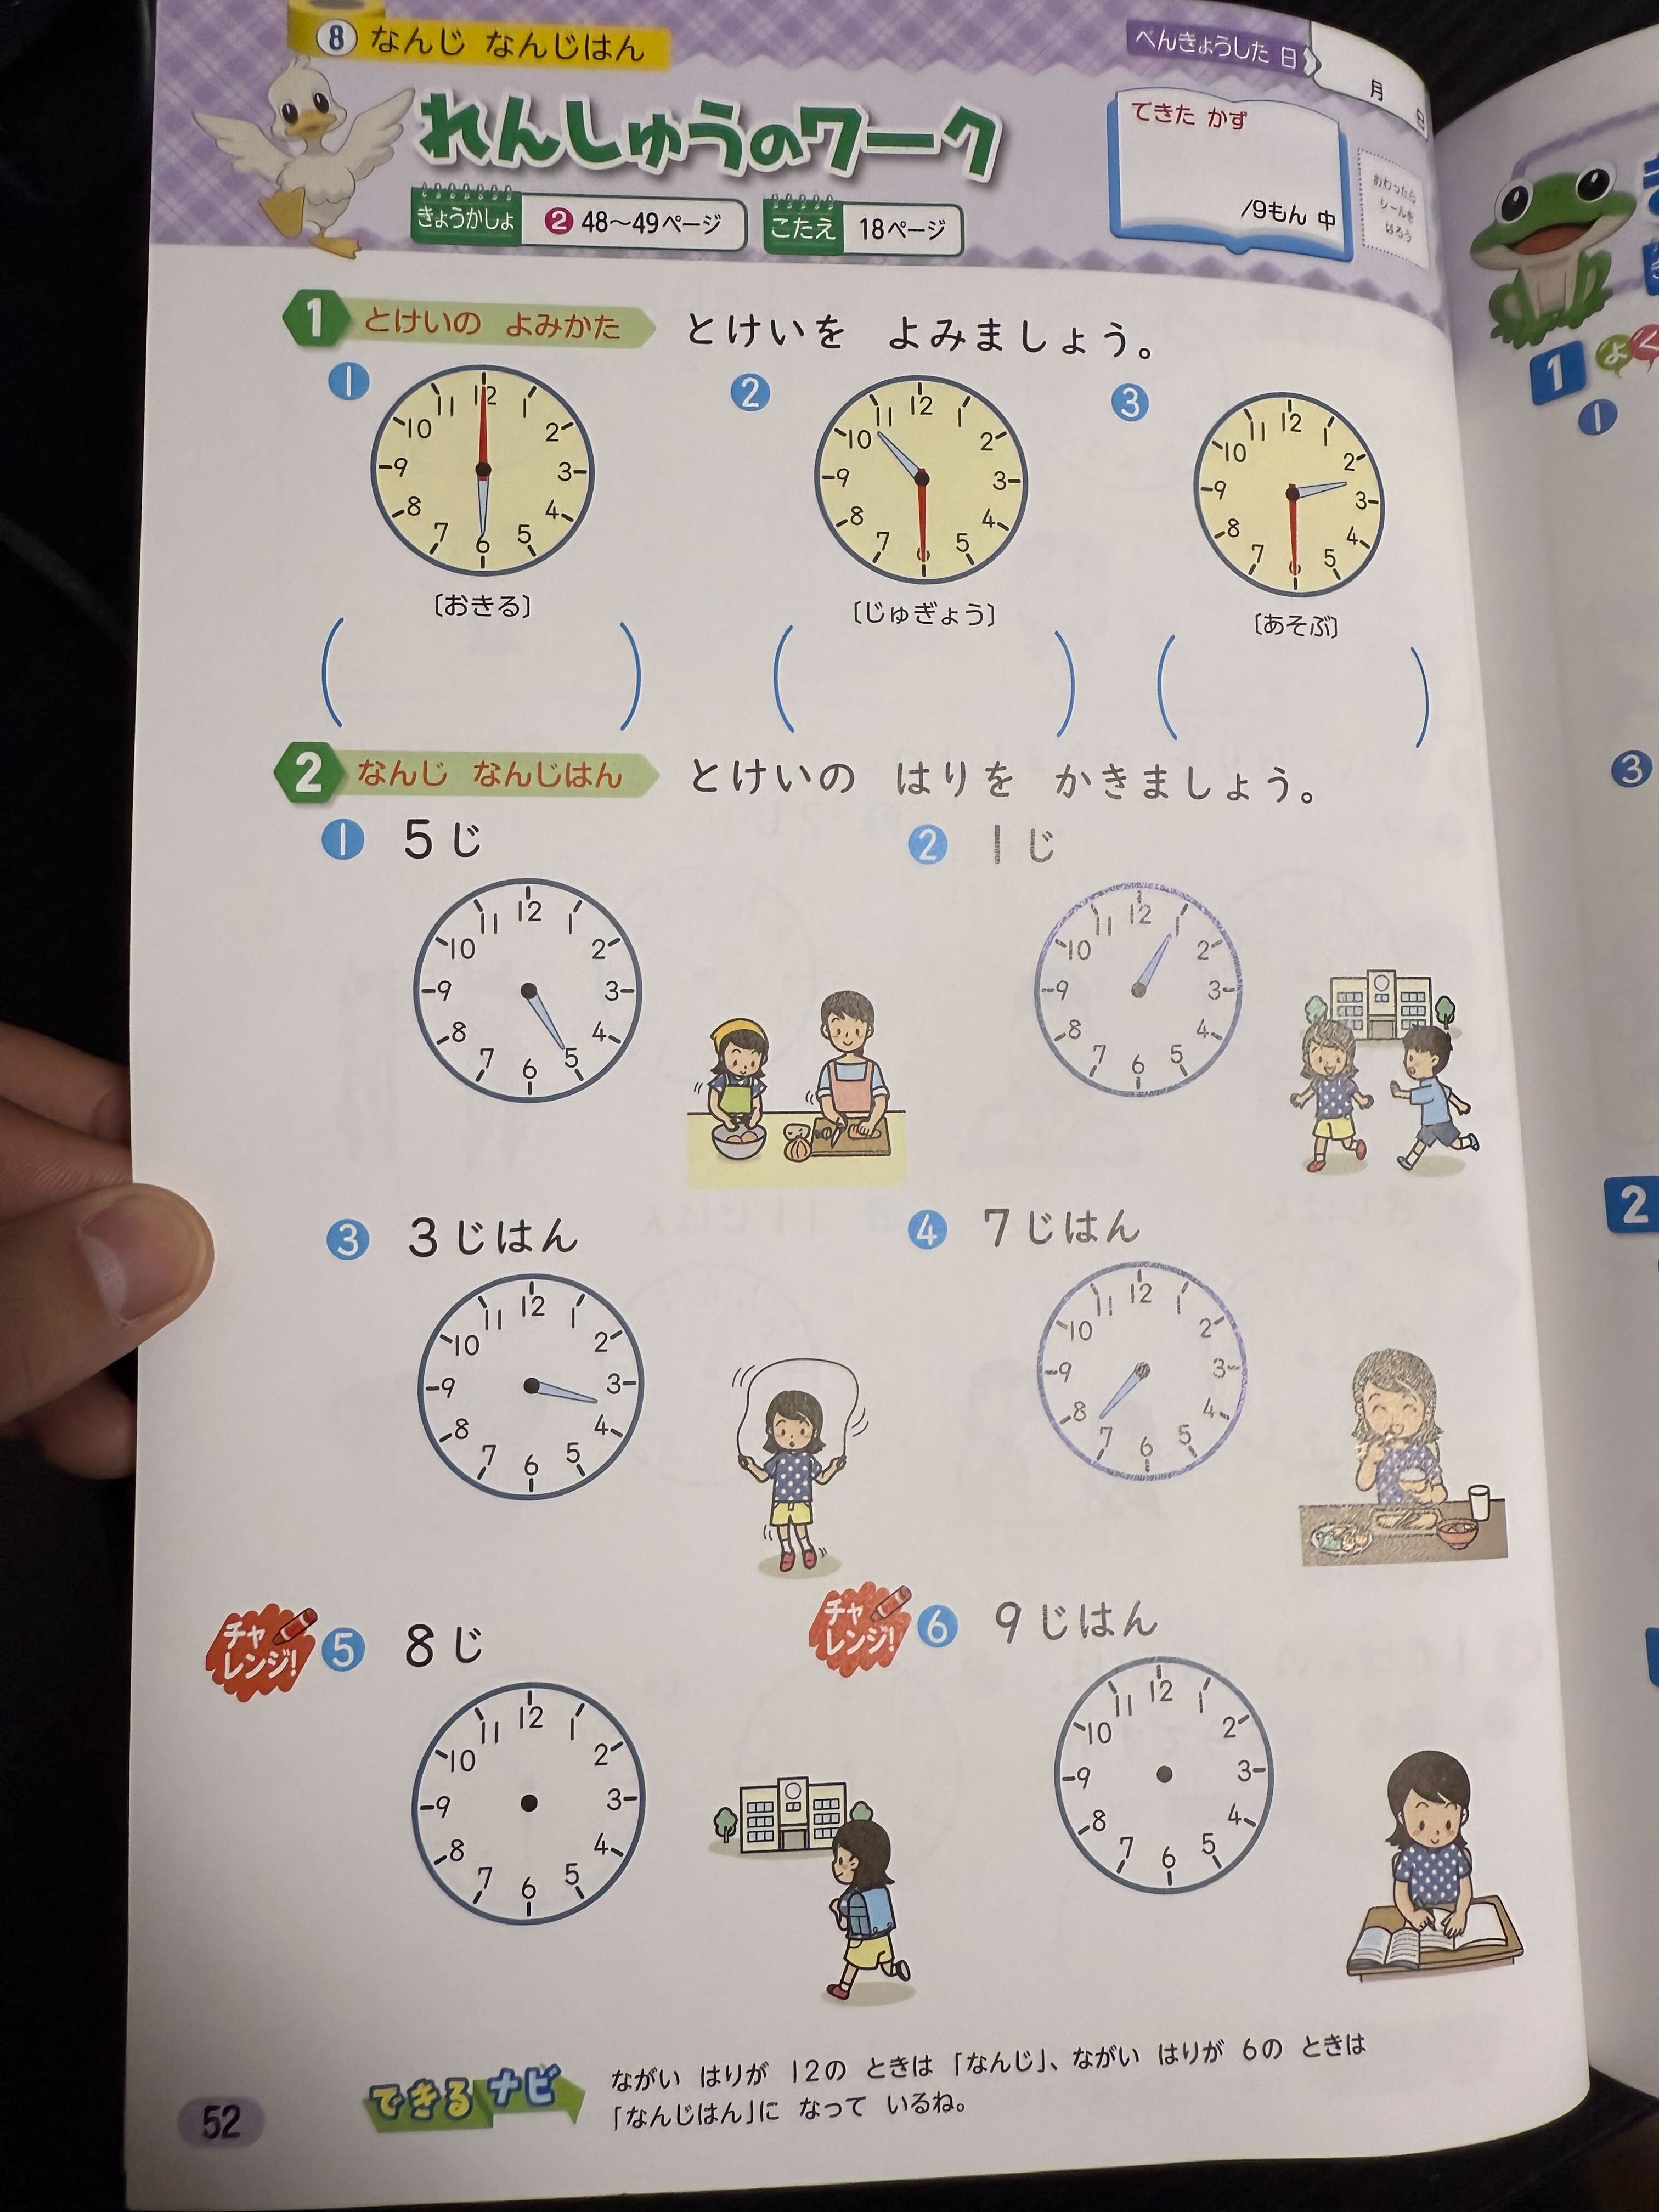 8 なんじ なんじはん
べんきょうした 日
月 日
れんしゅうのワーク
できた かず
/9もん 中
おわったら
シールを
はろう
きょうかしょ ② 48〜49ページ
こたえ 18ページ
1 とけいの よみかた とけいを よみましょう。
① ② ③
12 1 2 3 4 5 6 7 8 9 10 11
12 1 2 3 4 5 7 8 9 10 11
12 1 2 3 4 5 7 8 9 10 11
〔おきる〕 〔じゅぎょう〕 〔あそぶ〕
( ) ( ) ( )
2 なんじ なんじはん とけいの はりを かきましょう。
① 5じ
12 1 2 3 4 5 6 7 8 9 10 11
② 1じ
12 1 2 3 4 5 6 7 8 9 10 11
③ 3じはん
12 1 2 3 4 5 6 7 8 9 10 11
④ 7じはん
12 1 2 3 4 5 6 7 8 9 10 11
チャレンジ! ⑤ 8じ
12 1 2 3 4 5 6 7 8 9 10 11
チャレンジ! ⑥ 9じはん
12 1 2 3 4 5 6 7 8 9 10 11
できるナビ
ながい はりが 12の ときは 「なんじ」、ながい はりが 6の ときは
「なんじはん」に なって いるね。
52
1
よく
①
③
2